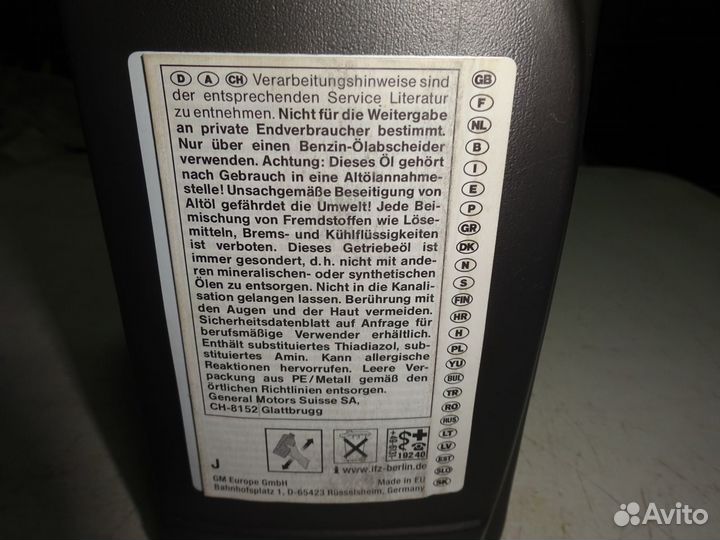 D A CH Verarbeitungshinweise sind
der entsprechenden Service Literatur
zu entnehmen. Nicht für die Weitergabe
an private Endverbraucher bestimmt.
Nur über einen Benzin-Ölabscheider
verwenden. Achtung: Dieses Öl gehört
nach Gebrauch in eine Altölannahme-
stelle! Unsachgemäße Beseitigung von
Altöl gefährdet die Umwelt! Jede Bei-
mischung von Fremdstoffen wie Löse-
mitteln, Brems- und Kühlflüssigkeiten
ist verboten. Dieses Getriebeöl ist
immer gesondert, d.h. nicht mit ande-
ren mineralischen- oder synthetischen
Ölen zu entsorgen. Nicht in die Kanali-
sation gelangen lassen. Berührung mit
den Augen und der Haut vermeiden.
Sicherheitsdatenblatt auf Anfrage für
berufsmäßige Verwender erhältlich.
Enthält substituiertes Thiadiazol, sub-
stituiertes Amin. Kann allergische
Reaktionen hervorrufen. Leere Ver-
packung aus PE/Metall gemäß den
örtlichen Richtlinien entsorgen.
General Motors Suisse SA,
CH-8152 Glattbrugg
GB
F
NL
B
I
E
P
GR
DK
N
S
FIN
HR
H
PL
YU
BUL
TR
RO
RUS
LT
LV
EST
SLO
SK
19240
J
www.ifz-berlin.de
GM Europe GmbH
Made in EU
Bahnhofsplatz 1, D-65423 Rüsselsheim, Germany
Avito